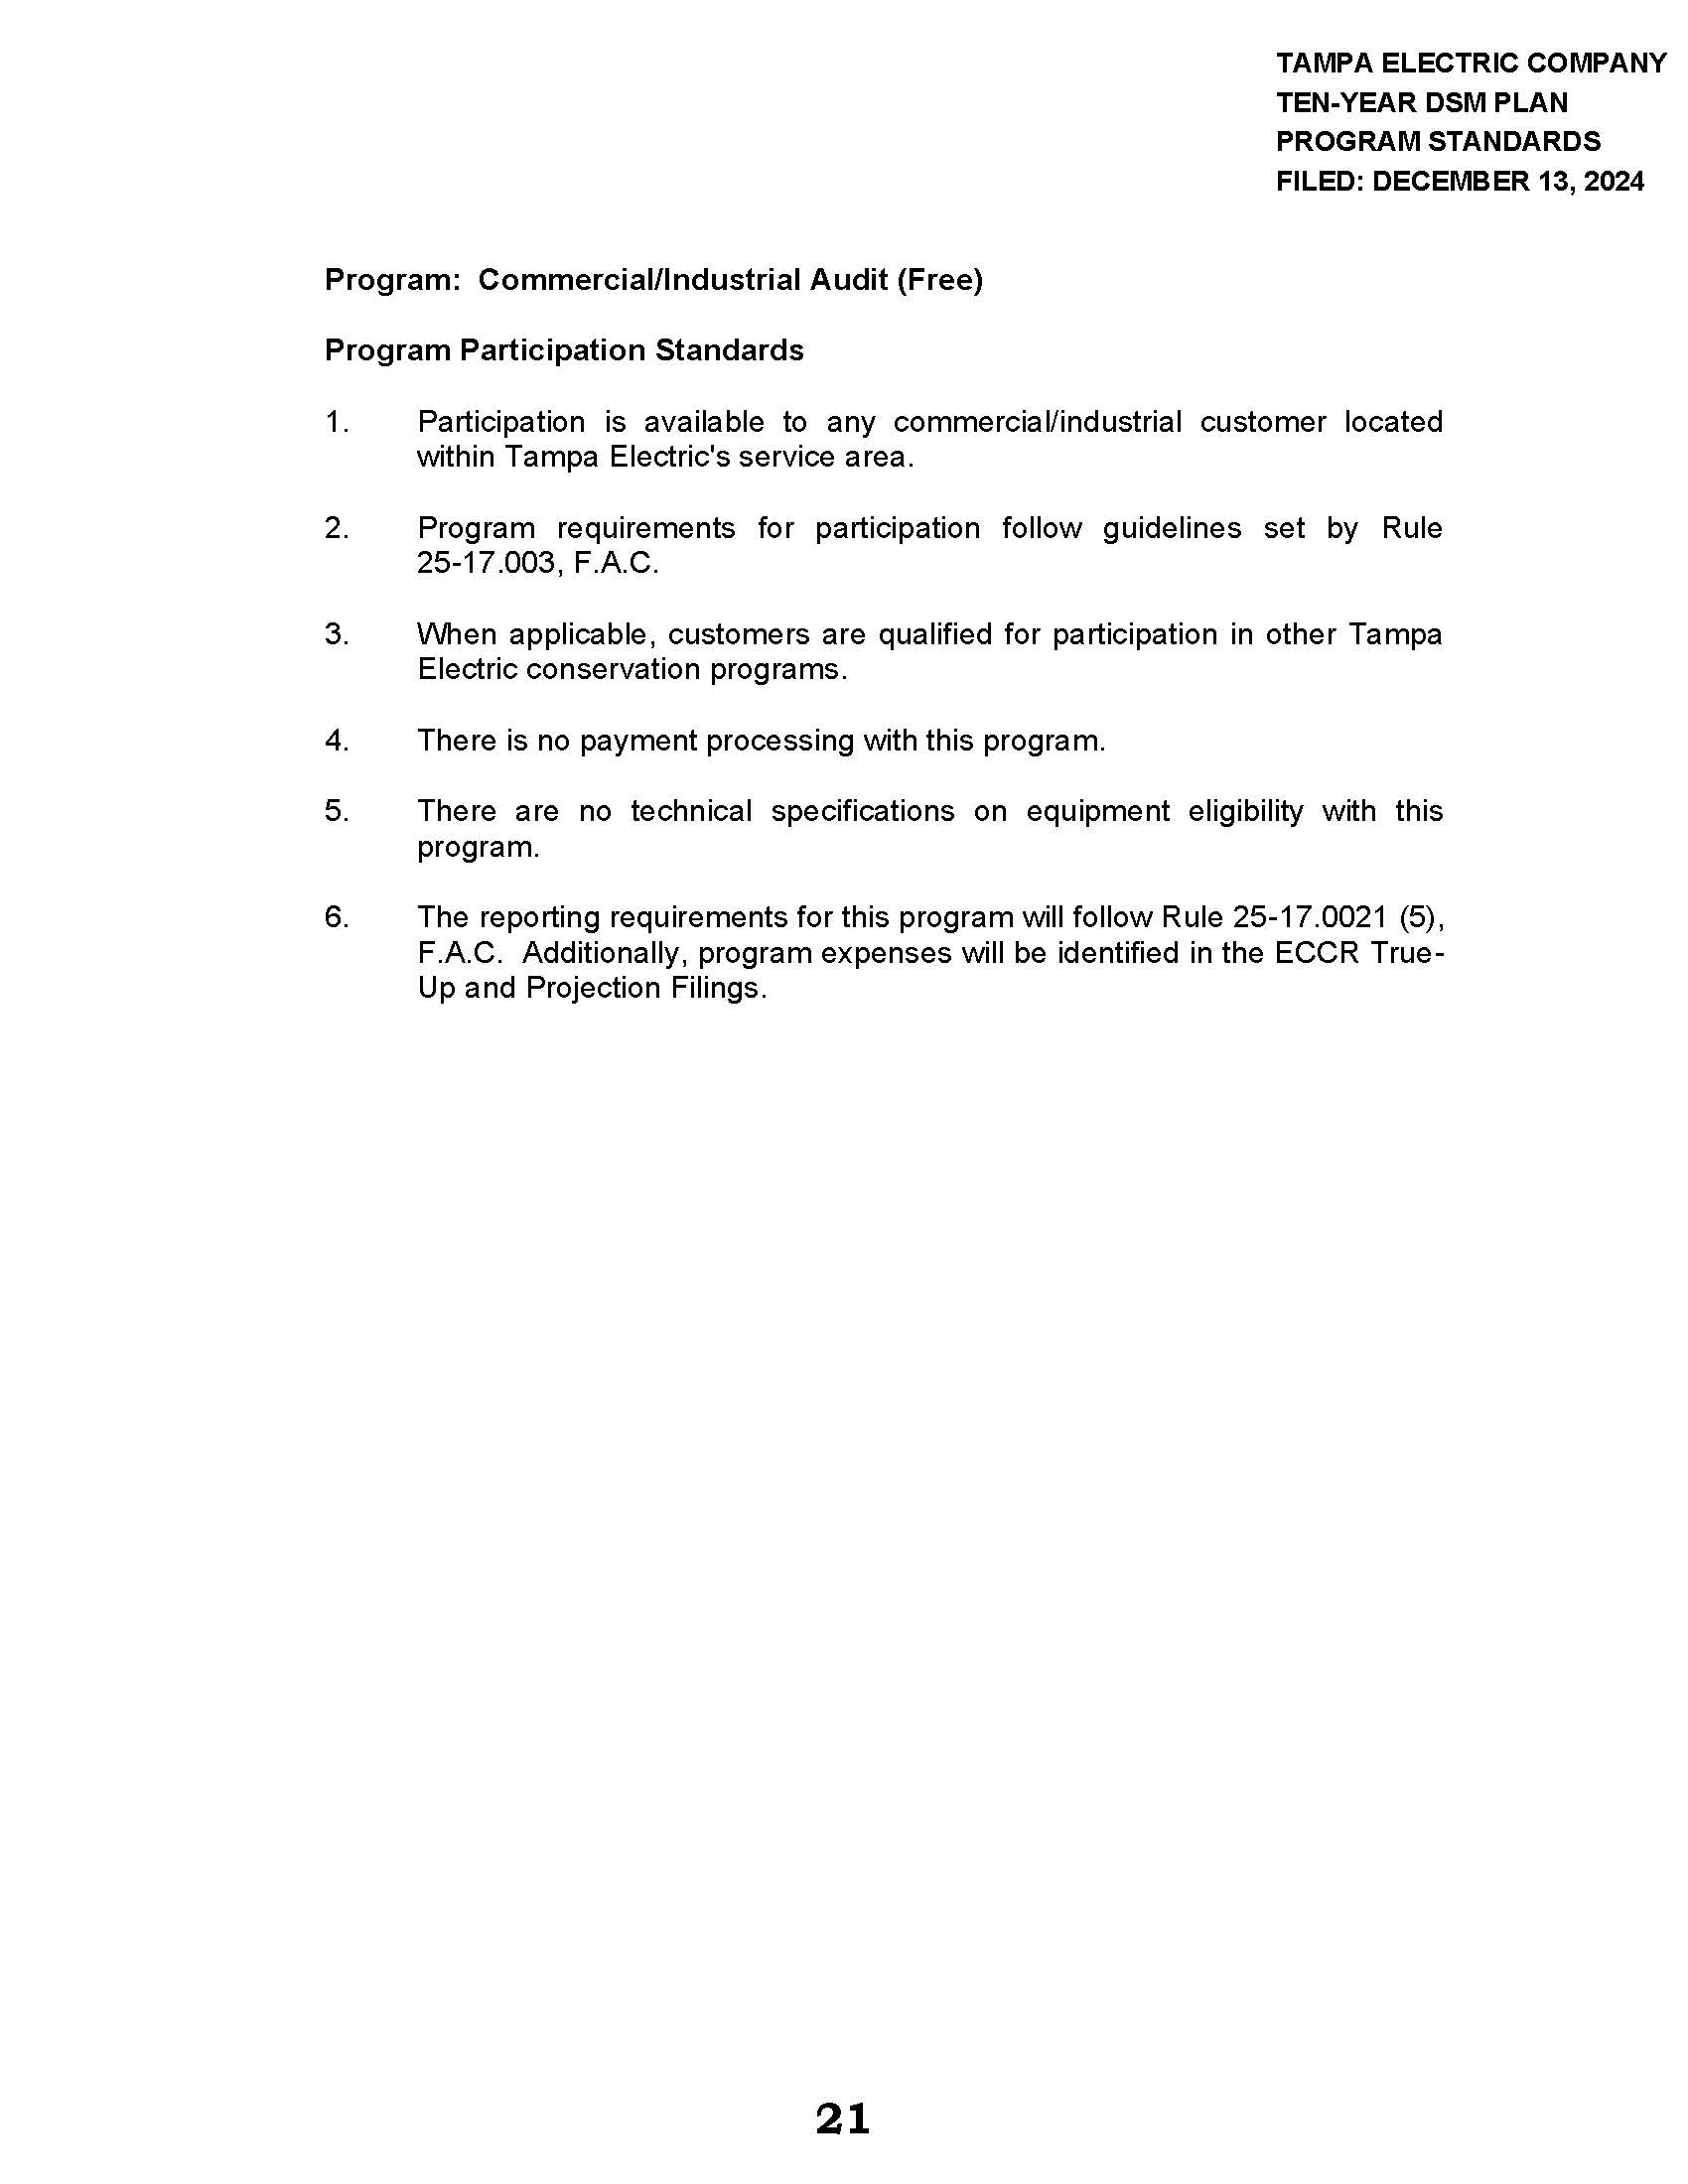 TAMPA ELECTRIC COMPANY
TEN-YEAR DSM PLAN
PROGRAM STANDARDS
FILED: DECEMBER 13, 2024
Program:  Commercial/Industrial Audit (Free)
Program Participation Standards
1. Participation is available to any commercial/industrial customer located
within Tampa Electric's service area.
2. Program requirements for participation follow guidelines set by Rule
25-17.003, F.A.C.
3. When applicable, customers are qualified for participation in other Tampa
Electric conservation programs.
4. There is no payment processing with this program.
5. There are no technical specifications on equipment eligibility with this
program.
6. The reporting requirements for this program will follow Rule 25-17.0021 (5),
F.A.C.  Additionally, program expenses will be identified in the ECCR True-
Up and Projection Filings.
21